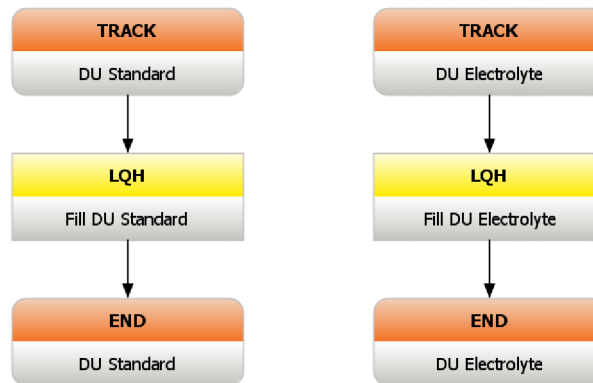 TRACK
DU Standard
LQH
Fill DU Standard
END
DU Standard
TRACK
DU Electrolyte
LQH
Fill DU Electrolyte
END
DU Electrolyte